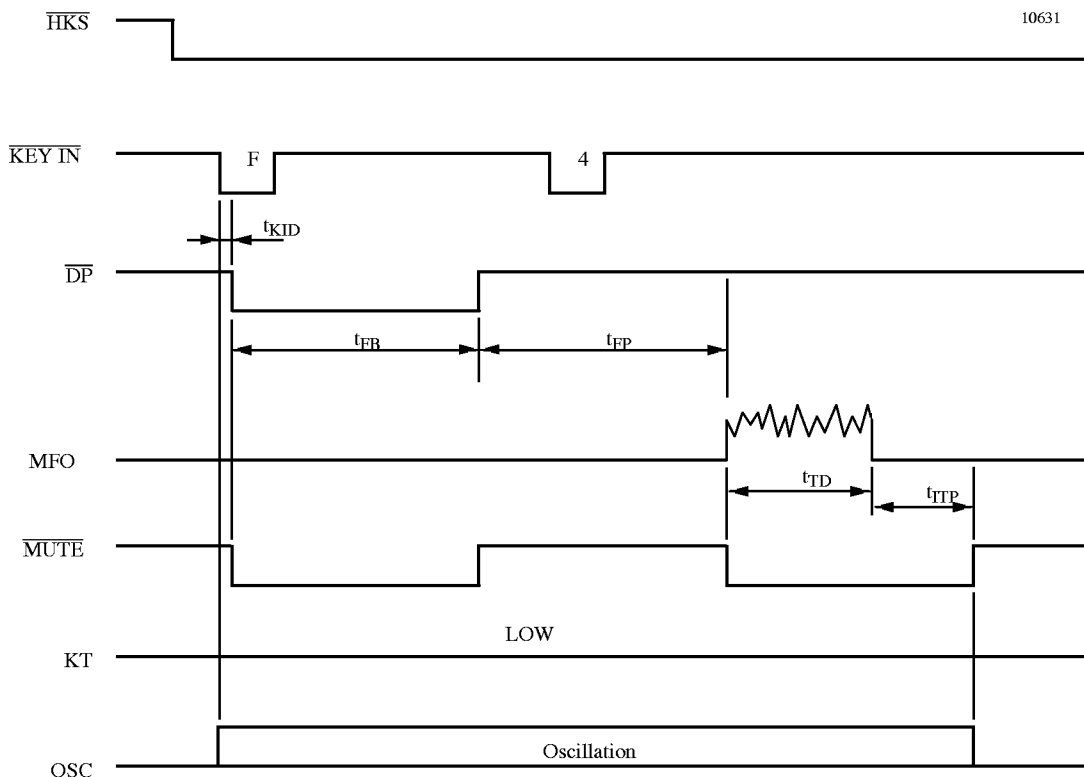 HKS
10631
KEY IN
F
4
tKID
DP
tFB
tFP
MFO
tTD
tITP
MUTE
LOW
KT
Oscillation
OSC